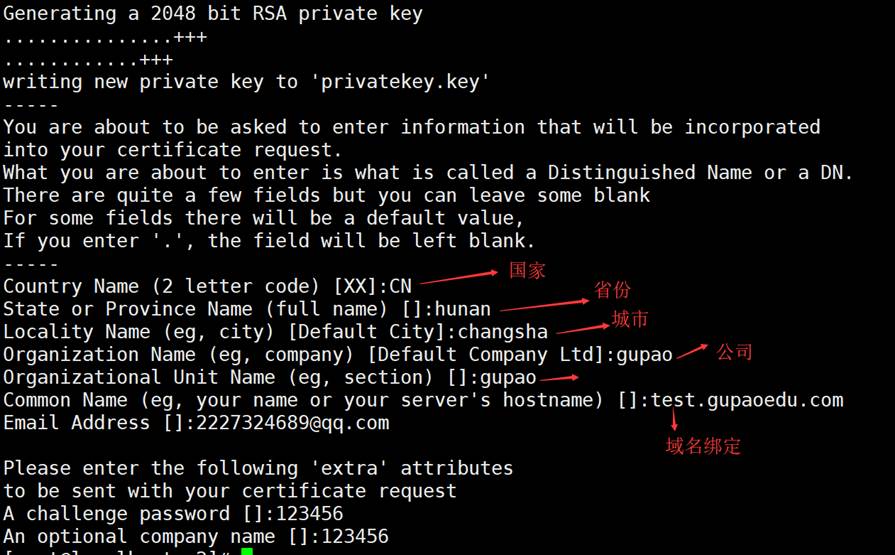 Generating a 2048 bit RSA private key
...............+++
............+++
writing new private key to 'privatekey.key'
-----
You are about to be asked to enter information that will be incorporated
into your certificate request.
What you are about to enter is what is called a Distinguished Name or a DN.
There are quite a few fields but you can leave some blank
For some fields there will be a default value,
If you enter '.', the field will be left blank.
-----
Country Name (2 letter code) [XX]:CN 国家
State or Province Name (full name) []:hunan 省份
Locality Name (eg, city) [Default City]:changsha 城市
Organization Name (eg, company) [Default Company Ltd]:gupao 公司
Organizational Unit Name (eg, section) []:gupao
Common Name (eg, your name or your server's hostname) []:test.gupaoedu.com
Email Address []:2227324689@qq.com
域名绑定
Please enter the following 'extra' attributes
to be sent with your certificate request
A challenge password []:123456
An optional company name []:123456